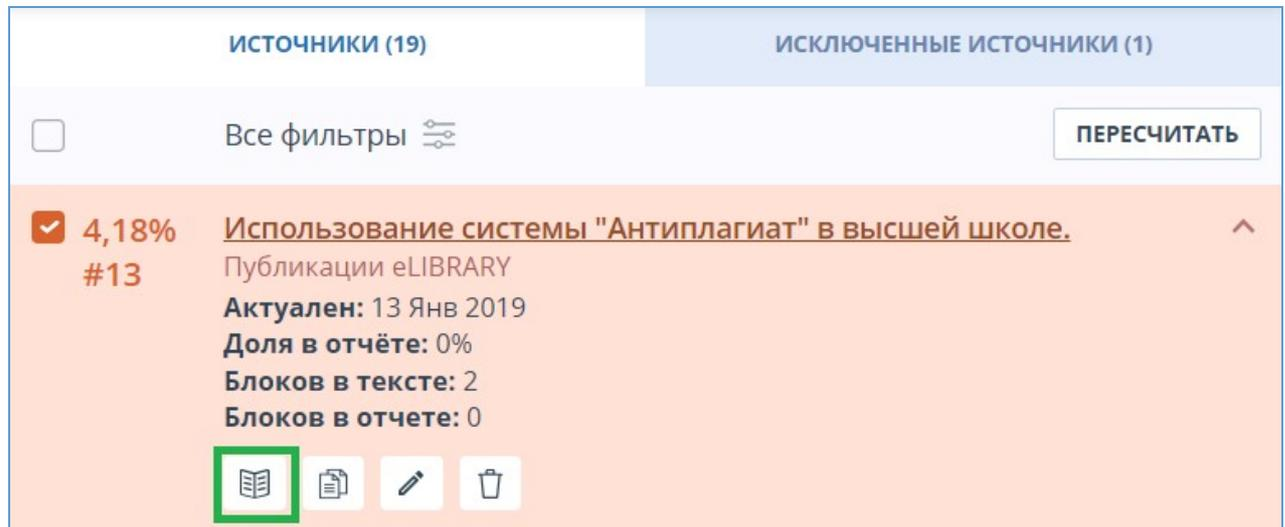 ИСТОЧНИКИ (19)
ИСКЛЮЧЕННЫЕ ИСТОЧНИКИ (1)
Все фильтры
ПЕРЕСЧИТАТЬ
4,18%
#13
Использование системы "Антиплагиат" в высшей школе.
Публикации eLIBRARY
Актуален: 13 Янв 2019
Доля в отчёте: 0%
Блоков в тексте: 2
Блоков в отчете: 0